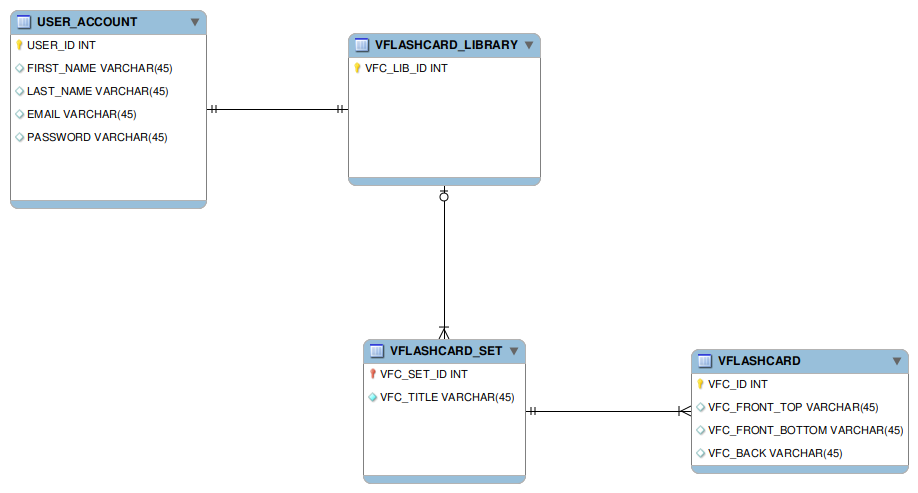 USER_ACCOUNT
USER_ID INT
FIRST_NAME VARCHAR(45)
LAST_NAME VARCHAR(45)
EMAIL VARCHAR(45)
PASSWORD VARCHAR(45)
VFLASHCARD_LIBRARY
VFC_LIB_ID INT
VFLASHCARD_SET
VFC_SET_ID INT
VFC_TITLE VARCHAR(45)
VFLASHCARD
VFC_ID INT
VFC_FRONT_TOP VARCHAR(45)
VFC_FRONT_BOTTOM VARCHAR(45)
VFC_BACK VARCHAR(45)